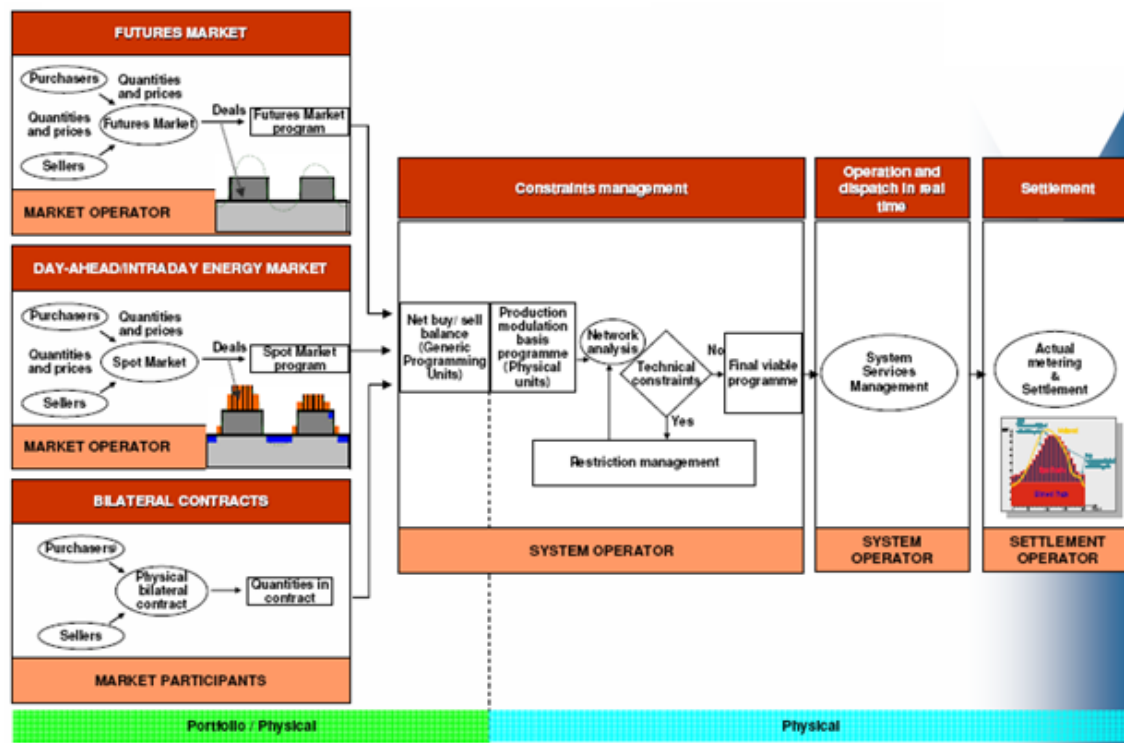 FUTURES MARKET
Purchasers
Quantities
and prices
Quantities
and prices
Futures Market
Deals
Futures Market
program
Sellers
MARKET OPERATOR
DAY-AHEAD/INTRADAY ENERGY MARKET
Purchasers
Quantities
and prices
Quantities
and prices
Spot Market
Deals
Spot Market
program
Sellers
MARKET OPERATOR
BILATERAL CONTRACTS
Purchasers/
Physical
bilateral
contract
Quantities in
contract
Sellers
MARKET PARTICIPANTS
Constraints management
Net buy/ sell
balance
(Generic
Programming
Units)
Production
modulation
basis
programme
(Physical
units)
Network
analysis
Technical
constraints
No
Yes
Final viable
programme
Restriction management
SYSTEM OPERATOR
Operation and
dispatch in real
time
System
Services
Management
SYSTEM
OPERATOR
Settlement
Actual
metering
&
Settlement
SETTLEMENT
OPERATOR
Portfolio / Physical
Physical